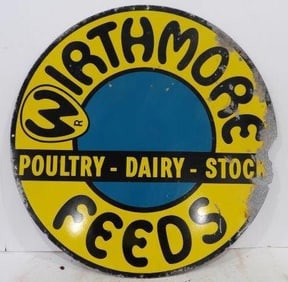 WIRTHMORE
R
POULTRY - DAIRY - STOCK
FEEDS